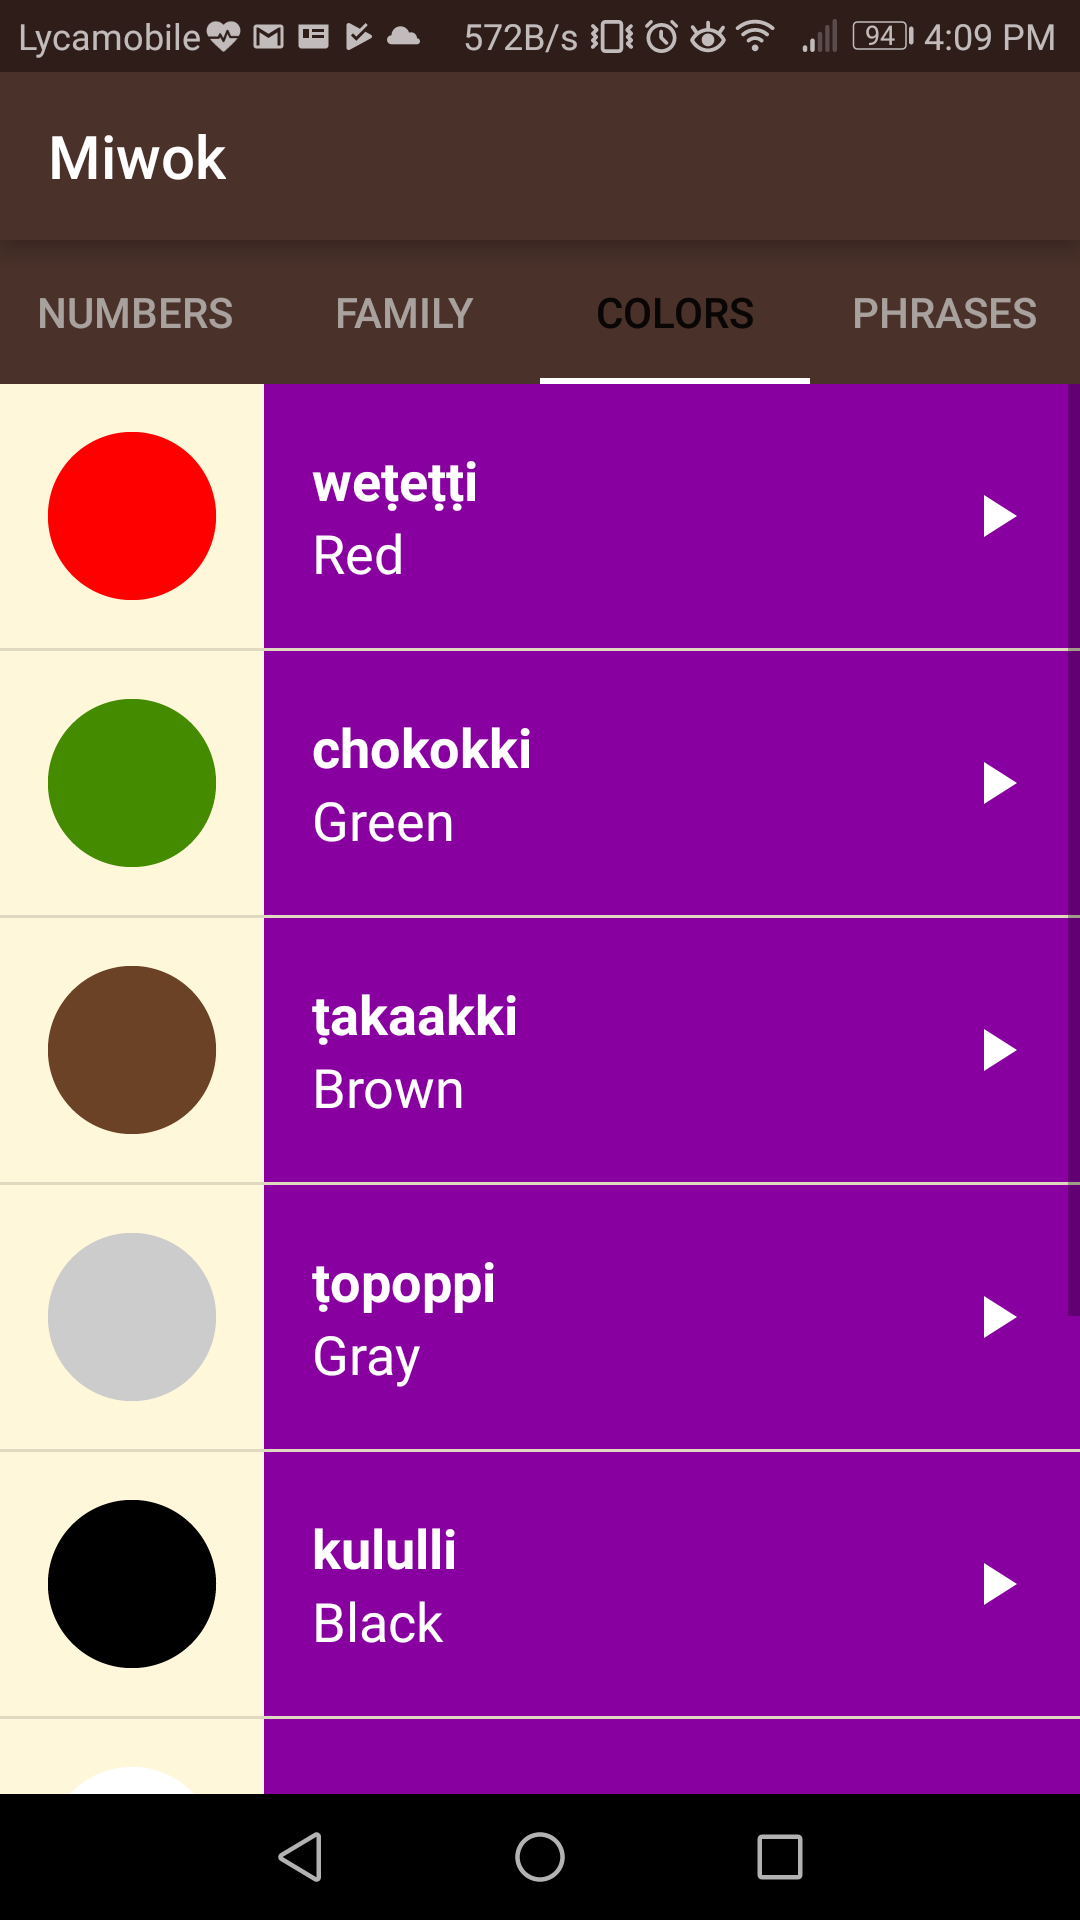 Lycamobile 572B/s 94 4:09 PM
Miwok
NUMBERS FAMILY COLORS PHRASES
weṭeṭṭi
Red
chokokki
Green
ṭakaakki
Brown
ṭopoppi
Gray
kululli
Black